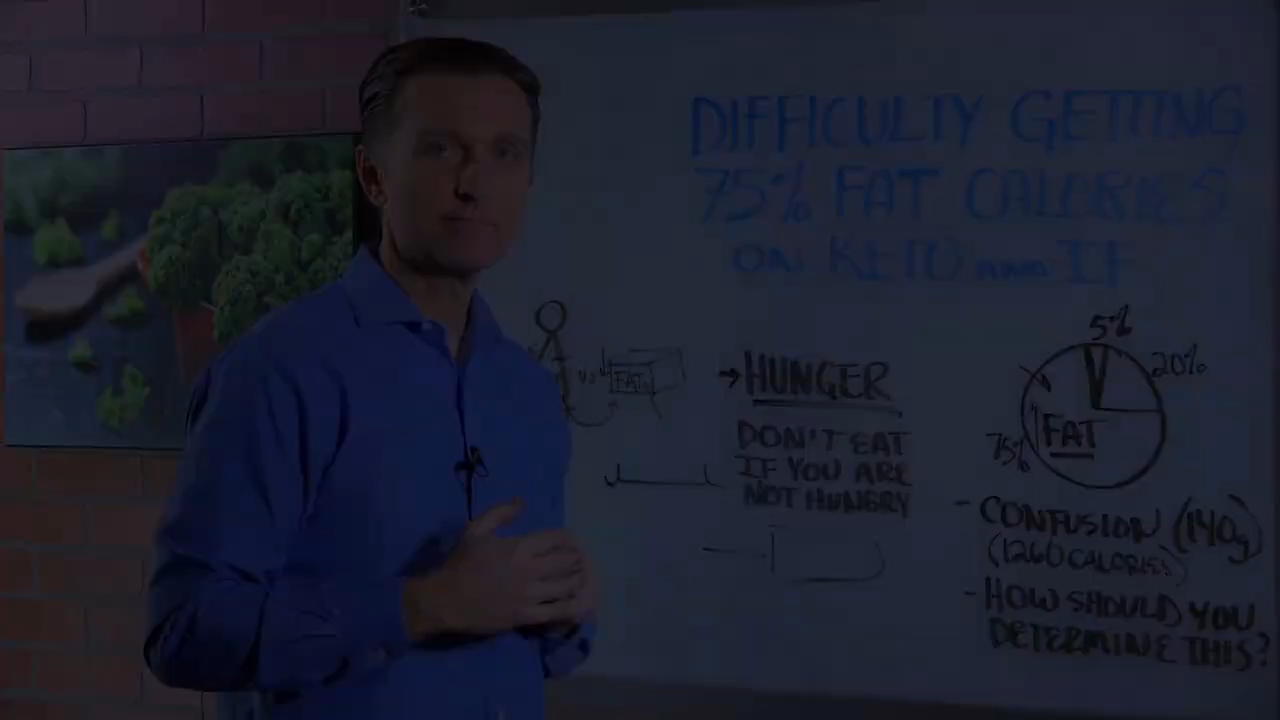 DIFFICULTY GETTING
75% FAT CALORIES
ON KETO AND IF
FAT
→ HUNGER
DON'T EAT
IF YOU ARE
NOT HUNGRY
5%
20%
75%
FAT
- CONFUSION (140g)
(1260 CALORIES)
- HOW SHOULD YOU
DETERMINE THIS?